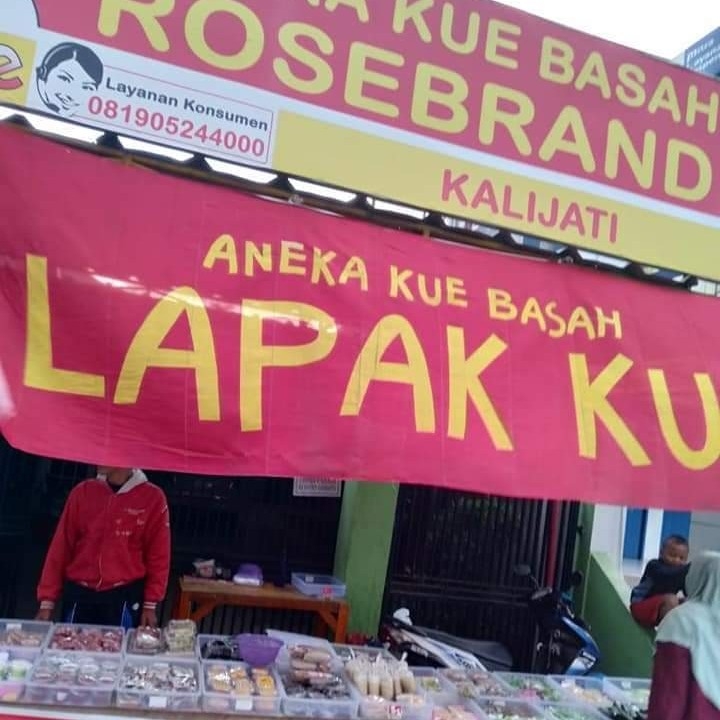 KUE BASAH
ROSEBRAND
e
Layanan Konsumen
081905244000
KALIJATI
ANEKA KUE BASAH
LAPAK KU